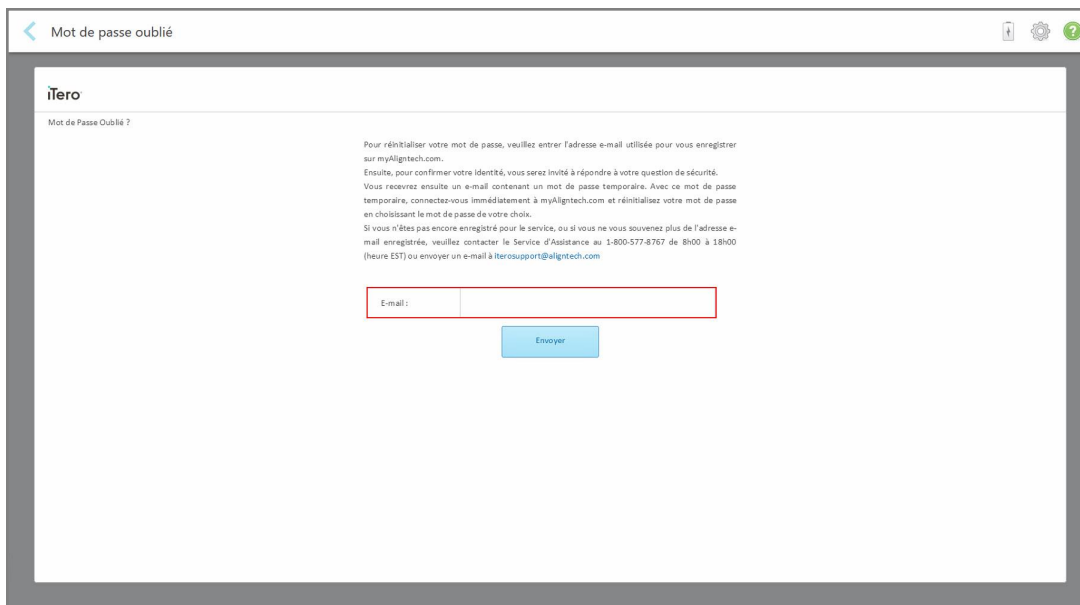 Mot de passe oublié
?
iTero
Mot de Passe Oublié ?
Pour réinitialiser votre mot de passe, veuillez entrer l'adresse e-mail utilisée pour vous enregistrer
sur myAligntech.com.
Ensuite, pour confirmer votre identité, vous serez invité à répondre à votre question de sécurité.
Vous recevrez ensuite un e-mail contenant un mot de passe temporaire. Avec ce mot de passe
temporaire, connectez-vous immédiatement à myAligntech.com et réinitialisez votre mot de passe
en choisissant le mot de passe de votre choix.
Si vous n'êtes pas encore enregistré pour le service, ou si vous ne vous souvenez plus de l'adresse e-
mail enregistrée, veuillez contacter le Service d'Assistance au 1-800-577-8767 de 8h00 à 18h00
(heure EST) ou envoyer un e-mail à iterosupport@aligntech.com
E-mail :
Envoyer